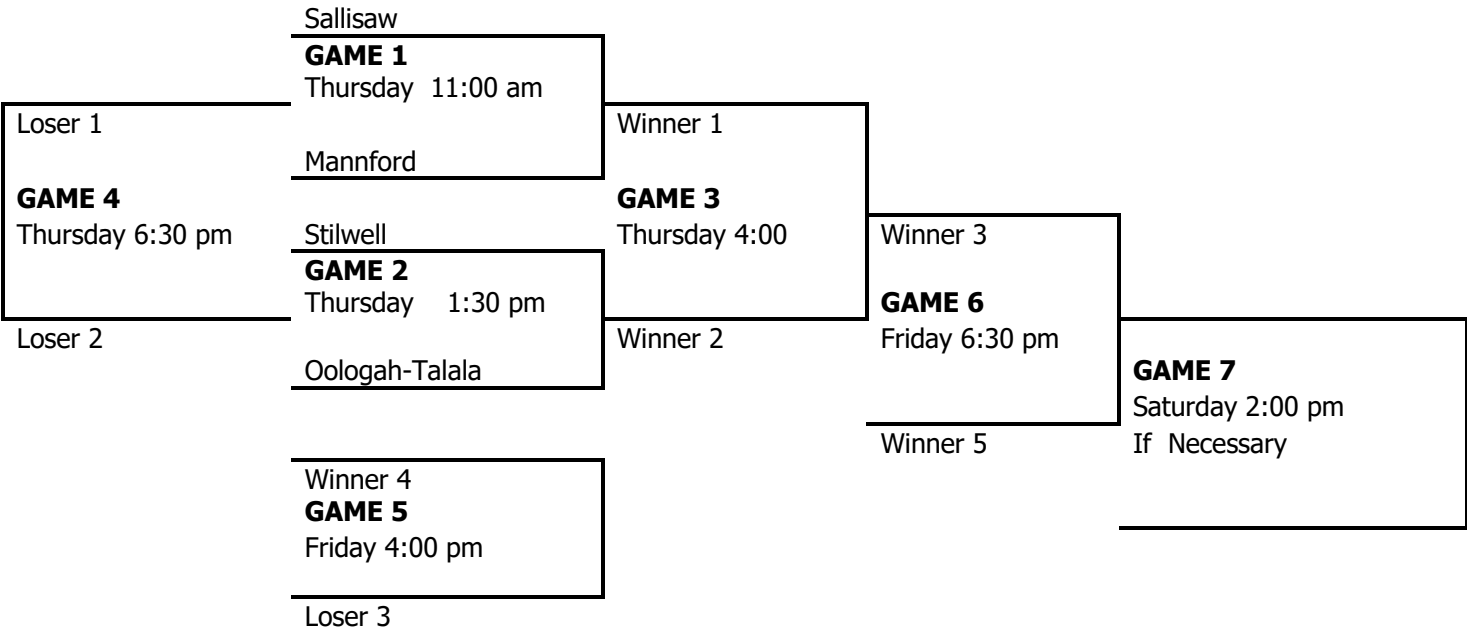 Sallisaw
GAME 1
Thursday 11:00 am
Mannford
Loser 1
GAME 4
Thursday 6:30 pm
Loser 2
Stilwell
GAME 2
Thursday 1:30 pm
Oologah-Talala
Winner 1
GAME 3
Thursday 4:00
Winner 2
Winner 4
GAME 5
Friday 4:00 pm
Loser 3
Winner 3
GAME 6
Friday 6:30 pm
Winner 5
GAME 7
Saturday 2:00 pm
If Necessary